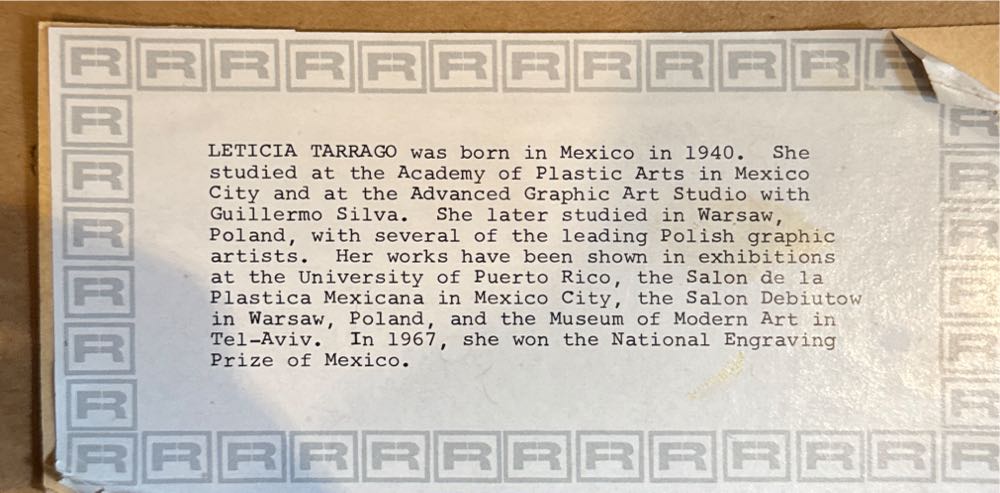 R R R R R R R R R R R R
R R
R R
R R
R R
R R
R R
R R R R R R R R R R R R R
LETICIA TARRAGO was born in Mexico in 1940. She
studied at the Academy of Plastic Arts in Mexico
City and at the Advanced Graphic Art Studio with
Guillermo Silva. She later studied in Warsaw,
Poland, with several of the leading Polish graphic
artists. Her works have been shown in exhibitions
at the University of Puerto Rico, the Salon de la
Plastica Mexicana in Mexico City, the Salon Debiutow
in Warsaw, Poland, and the Museum of Modern Art in
Tel-Aviv. In 1967, she won the National Engraving
Prize of Mexico.